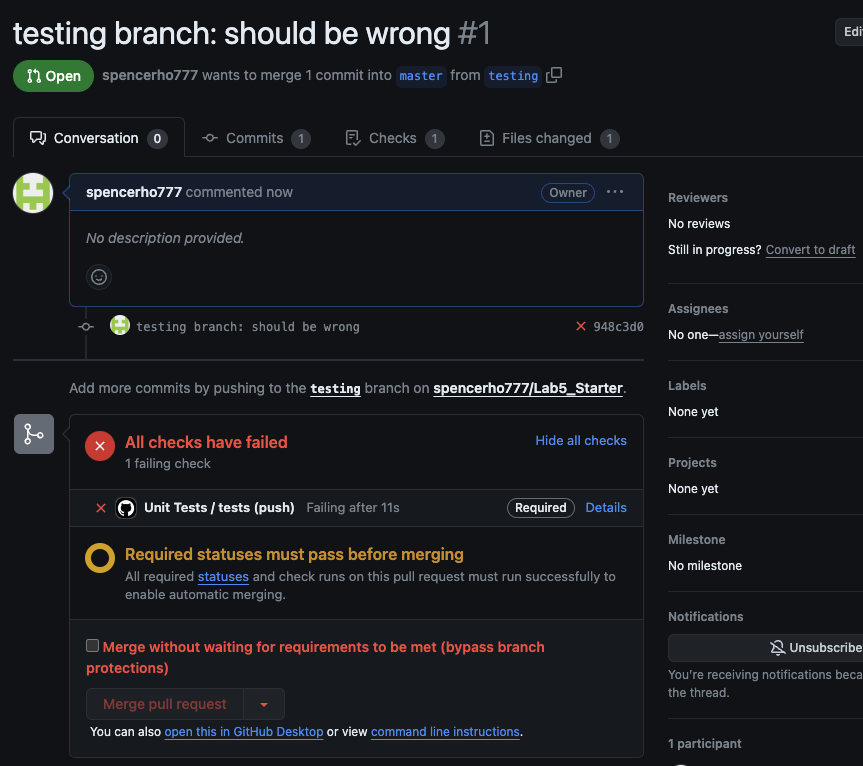 testing branch: should be wrong #1
Open spencerho777 wants to merge 1 commit into master from testing
Conversation 0 Commits 1 Checks 1 Files changed 1
spencerho777 commented now Owner
No description provided.
testing branch: should be wrong 948c3d0
Add more commits by pushing to the testing branch on spencerho777/Lab5_Starter.
All checks have failed Hide all checks
1 failing check
Unit Tests / tests (push) Failing after 11s Required Details
Required statuses must pass before merging
All required statuses and check runs on this pull request must run successfully to
enable automatic merging.
Merge without waiting for requirements to be met (bypass branch
protections)
Merge pull request
You can also open this in GitHub Desktop or view command line instructions.
Reviewers
No reviews
Still in progress? Convert to draft
Assignees
No one—assign yourself
Labels
None yet
Projects
None yet
Milestone
No milestone
Notifications
Unsubscribe
You're receiving notifications beca
the thread.
1 participant